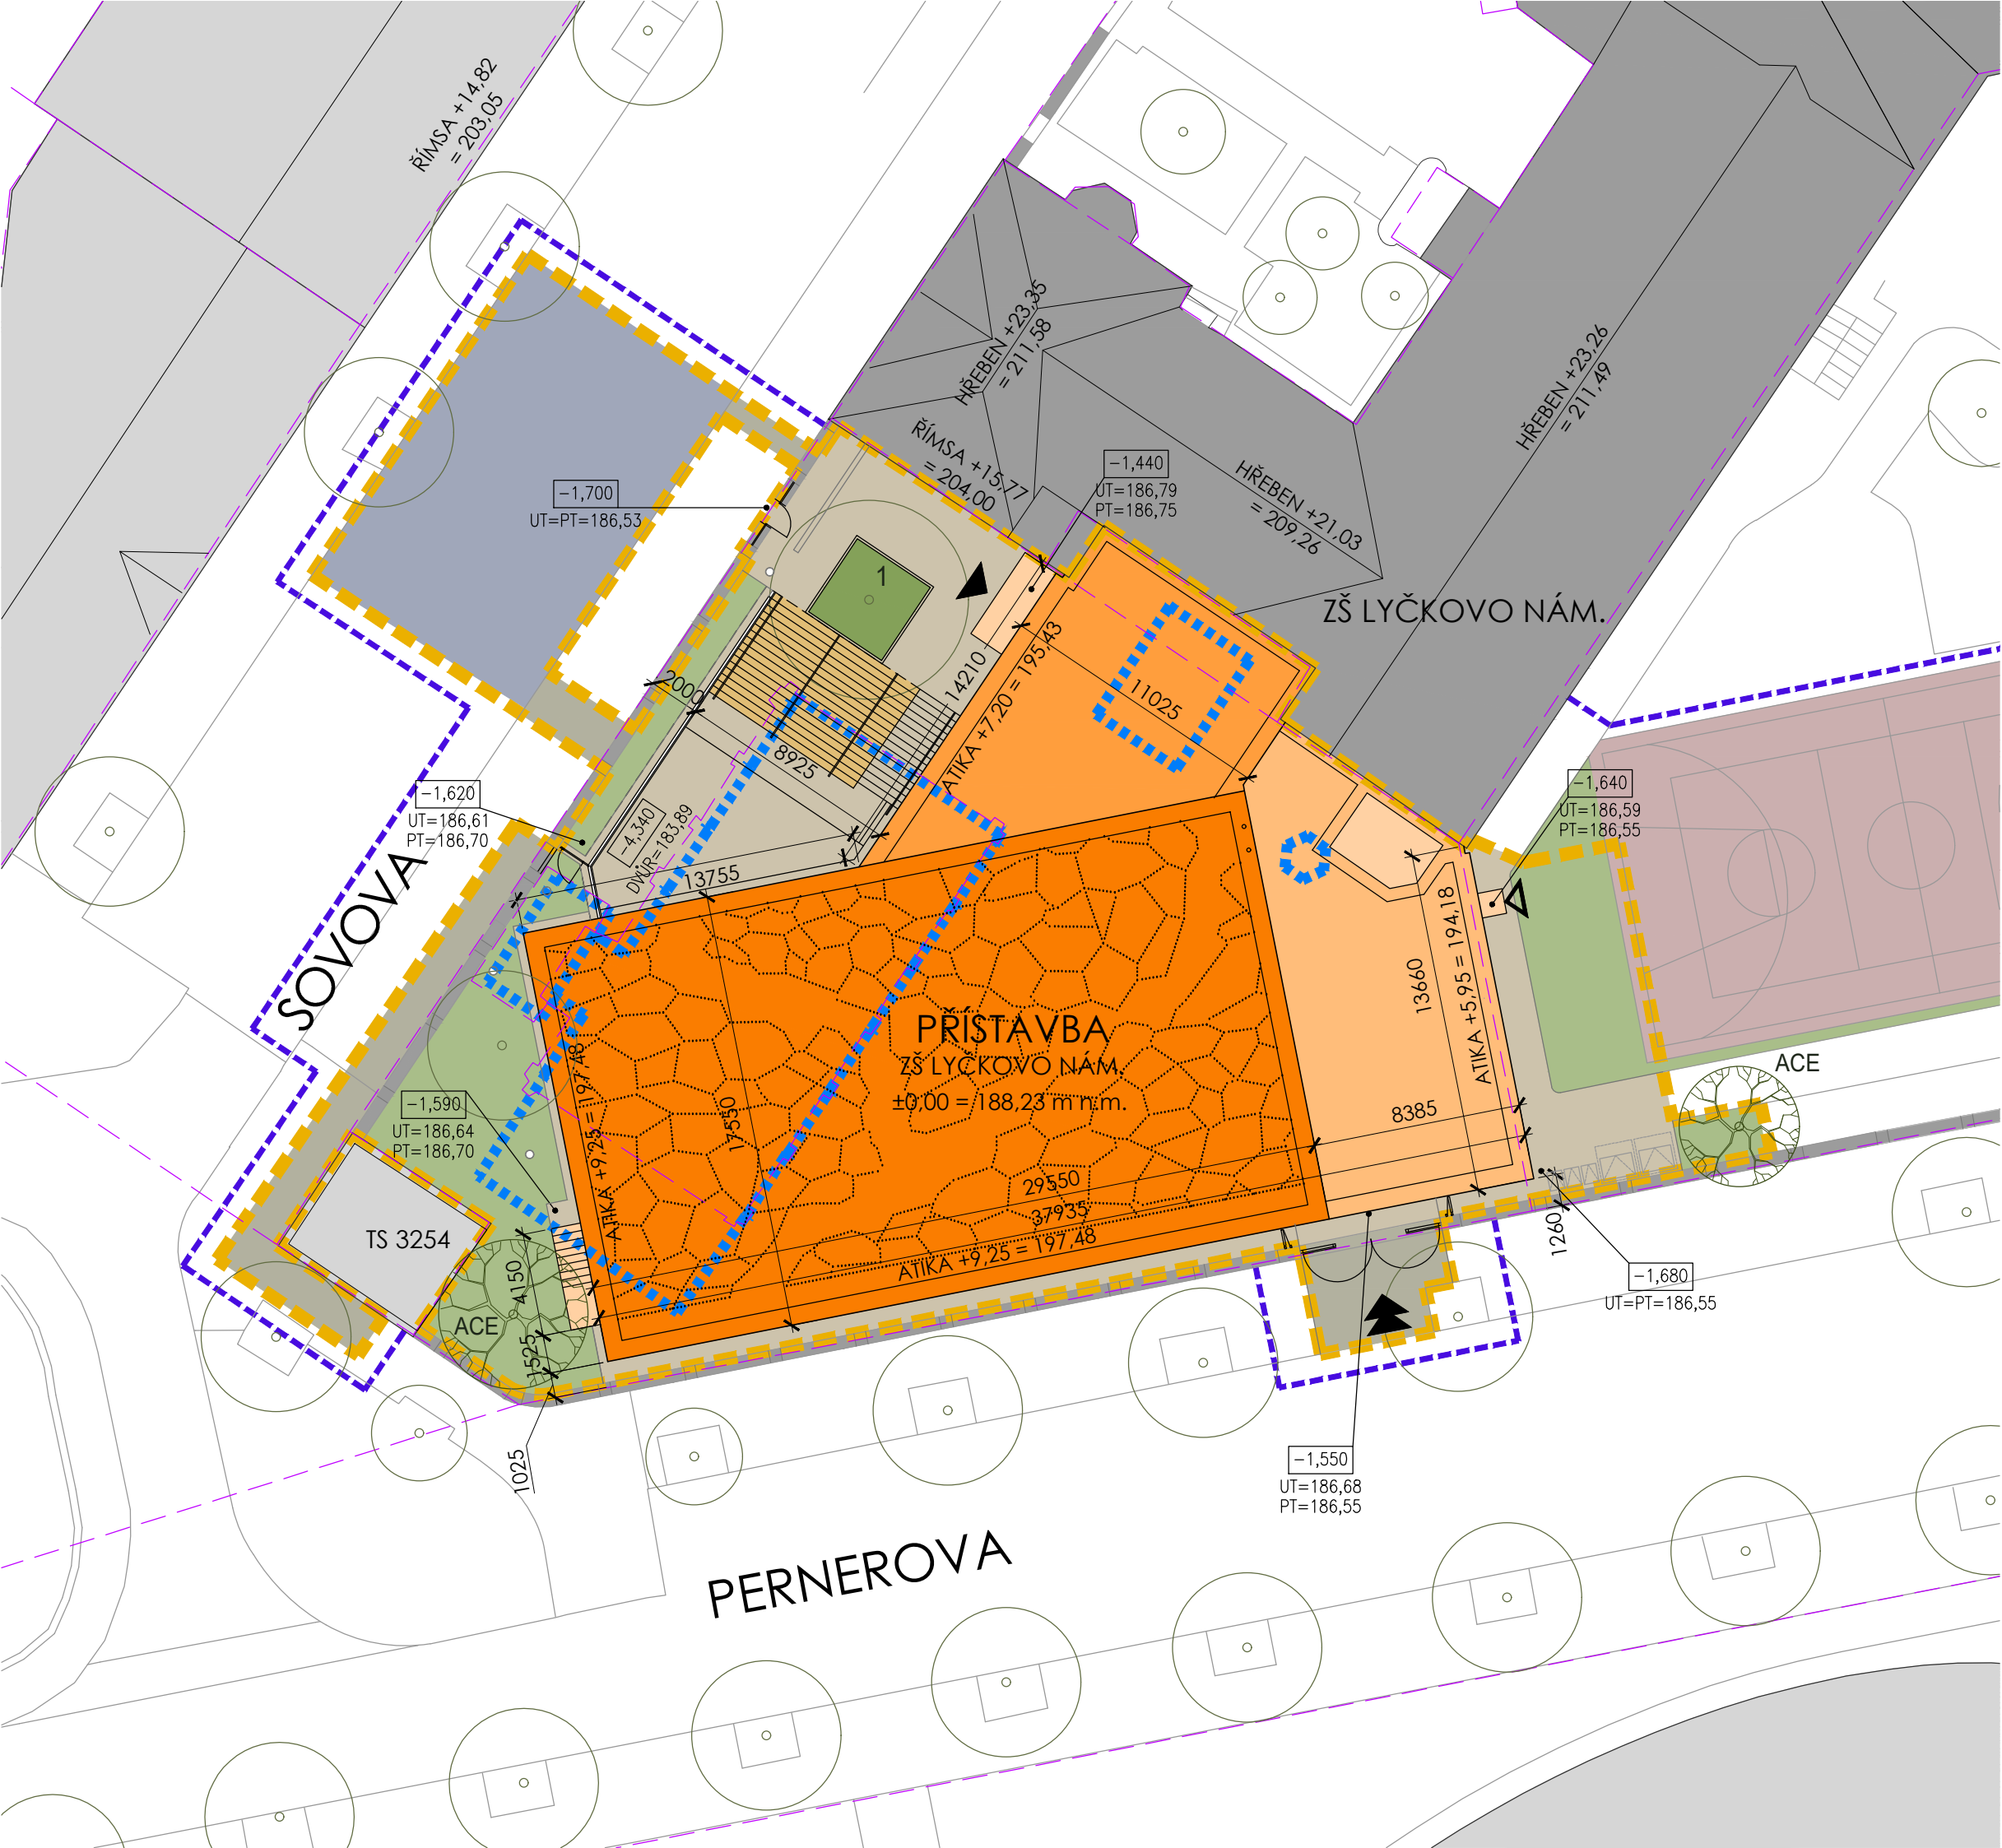 ŘÍMSA +14,82
= 203,05
HŘEBEN +23,35
= 211,58
HŘEBEN +23,26
= 211,49
ŘÍMSA +15,77
= 204,00
-1,440
UT=186,79
PT=186,75
HŘEBEN +21,03
= 209,26
-1,700
UT=PT=186,53
1
ZŠ LYČKOVO NÁM.
14210
ATIKA +7,20 = 195,43
11025
2000
8925
-1,620
UT=186,61
PT=186,70
-4,340
DVŮR=183,89
-1,640
UT=186,59
PT=186,55
13755
SOVOVA
13660
ATIKA +5,95 = 194,18
PŘÍSTAVBA
ZŠ LYČKOVO NÁM.
±0,00 = 188,23 m n.m.
ACE
-1,590
UT=186,64
PT=186,70
ATIKA +9,25 = 197,48
17550
8385
29550
37935
ATIKA +9,25 = 197,48
TS 3254
4150
ACE
1525
1025
1260
-1,680
UT=PT=186,55
-1,550
UT=186,68
PT=186,55
PERNEROVA